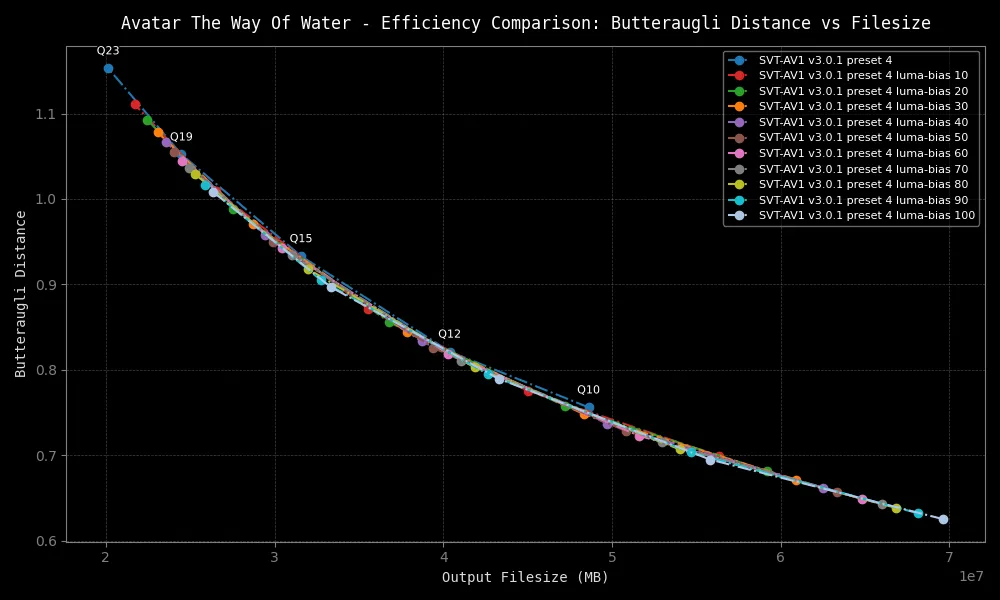 Avatar The Way Of Water - Efficiency Comparison: Butteraugli Distance vs Filesize
Q23
Q19
Q15
Q12
Q10
SVT-AV1 v3.0.1 preset 4
SVT-AV1 v3.0.1 preset 4 luma-bias 10
SVT-AV1 v3.0.1 preset 4 luma-bias 20
SVT-AV1 v3.0.1 preset 4 luma-bias 30
SVT-AV1 v3.0.1 preset 4 luma-bias 40
SVT-AV1 v3.0.1 preset 4 luma-bias 50
SVT-AV1 v3.0.1 preset 4 luma-bias 60
SVT-AV1 v3.0.1 preset 4 luma-bias 70
SVT-AV1 v3.0.1 preset 4 luma-bias 80
SVT-AV1 v3.0.1 preset 4 luma-bias 90
SVT-AV1 v3.0.1 preset 4 luma-bias 100
Butteraugli Distance
1.1
1.0
0.9
0.8
0.7
0.6
2 3 4 5 6 7
1e7
Output Filesize (MB)